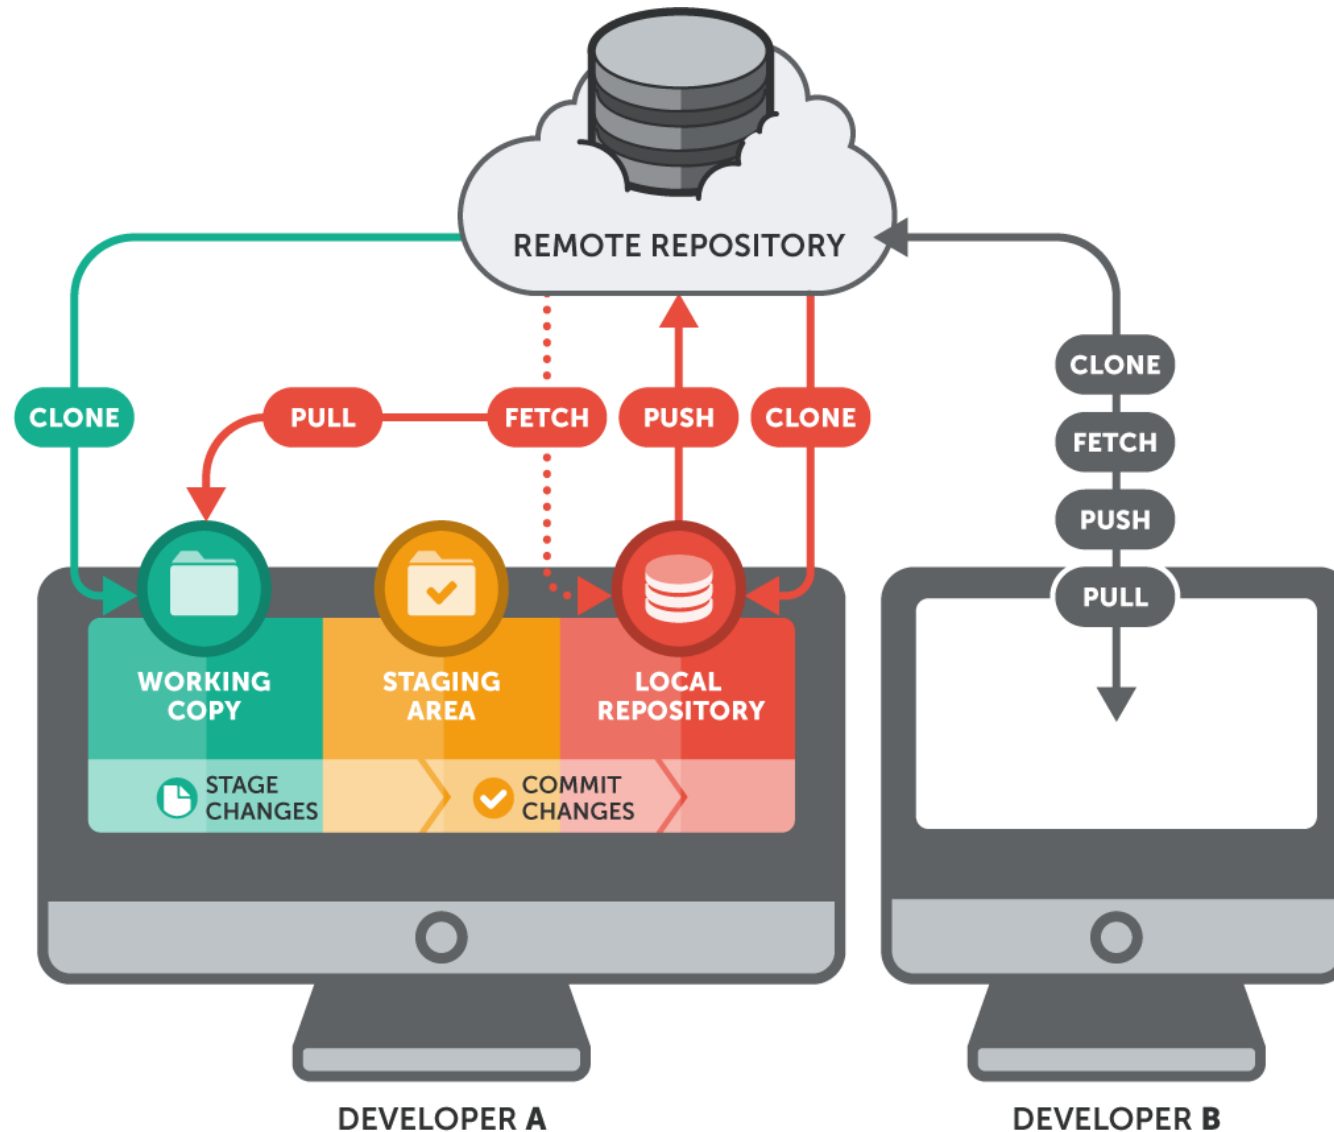 REMOTE REPOSITORY
CLONE
PULL
FETCH
PUSH
CLONE
CLONE
FETCH
PUSH
PULL
WORKING
COPY
STAGING
AREA
LOCAL
REPOSITORY
STAGE
CHANGES
COMMIT
CHANGES
DEVELOPER A
DEVELOPER B